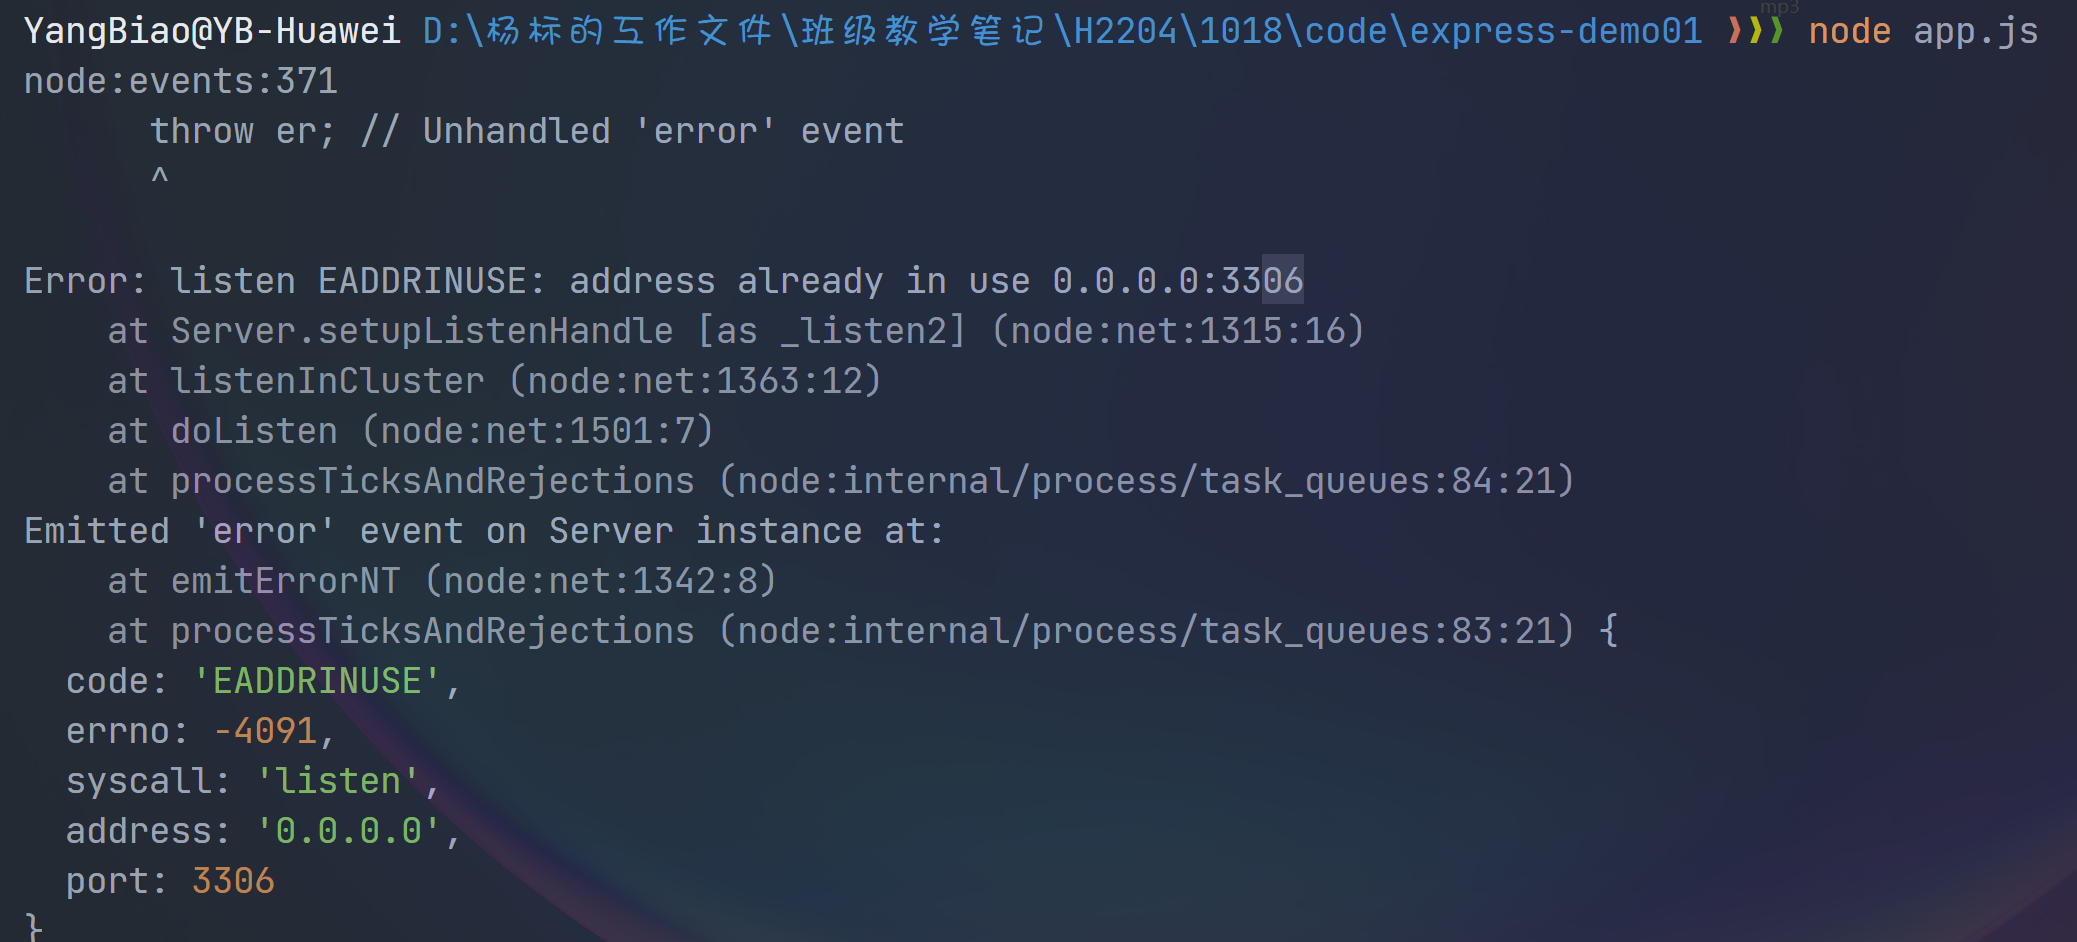 mp3
YangBiao@YB-Huawei D:\杨标的工作文件\班级教学笔记\H2204\1018\code\express-demo01 ❯❯❯ node app.js
node:events:371
      throw er; // Unhandled 'error' event
      ^

Error: listen EADDRINUSE: address already in use 0.0.0.0:3306
    at Server.setupListenHandle [as _listen2] (node:net:1315:16)
    at listenInCluster (node:net:1363:12)
    at doListen (node:net:1501:7)
    at processTicksAndRejections (node:internal/process/task_queues:84:21)
Emitted 'error' event on Server instance at:
    at emitErrorNT (node:net:1342:8)
    at processTicksAndRejections (node:internal/process/task_queues:83:21) {
  code: 'EADDRINUSE',
  errno: -4091,
  syscall: 'listen',
  address: '0.0.0.0',
  port: 3306
}